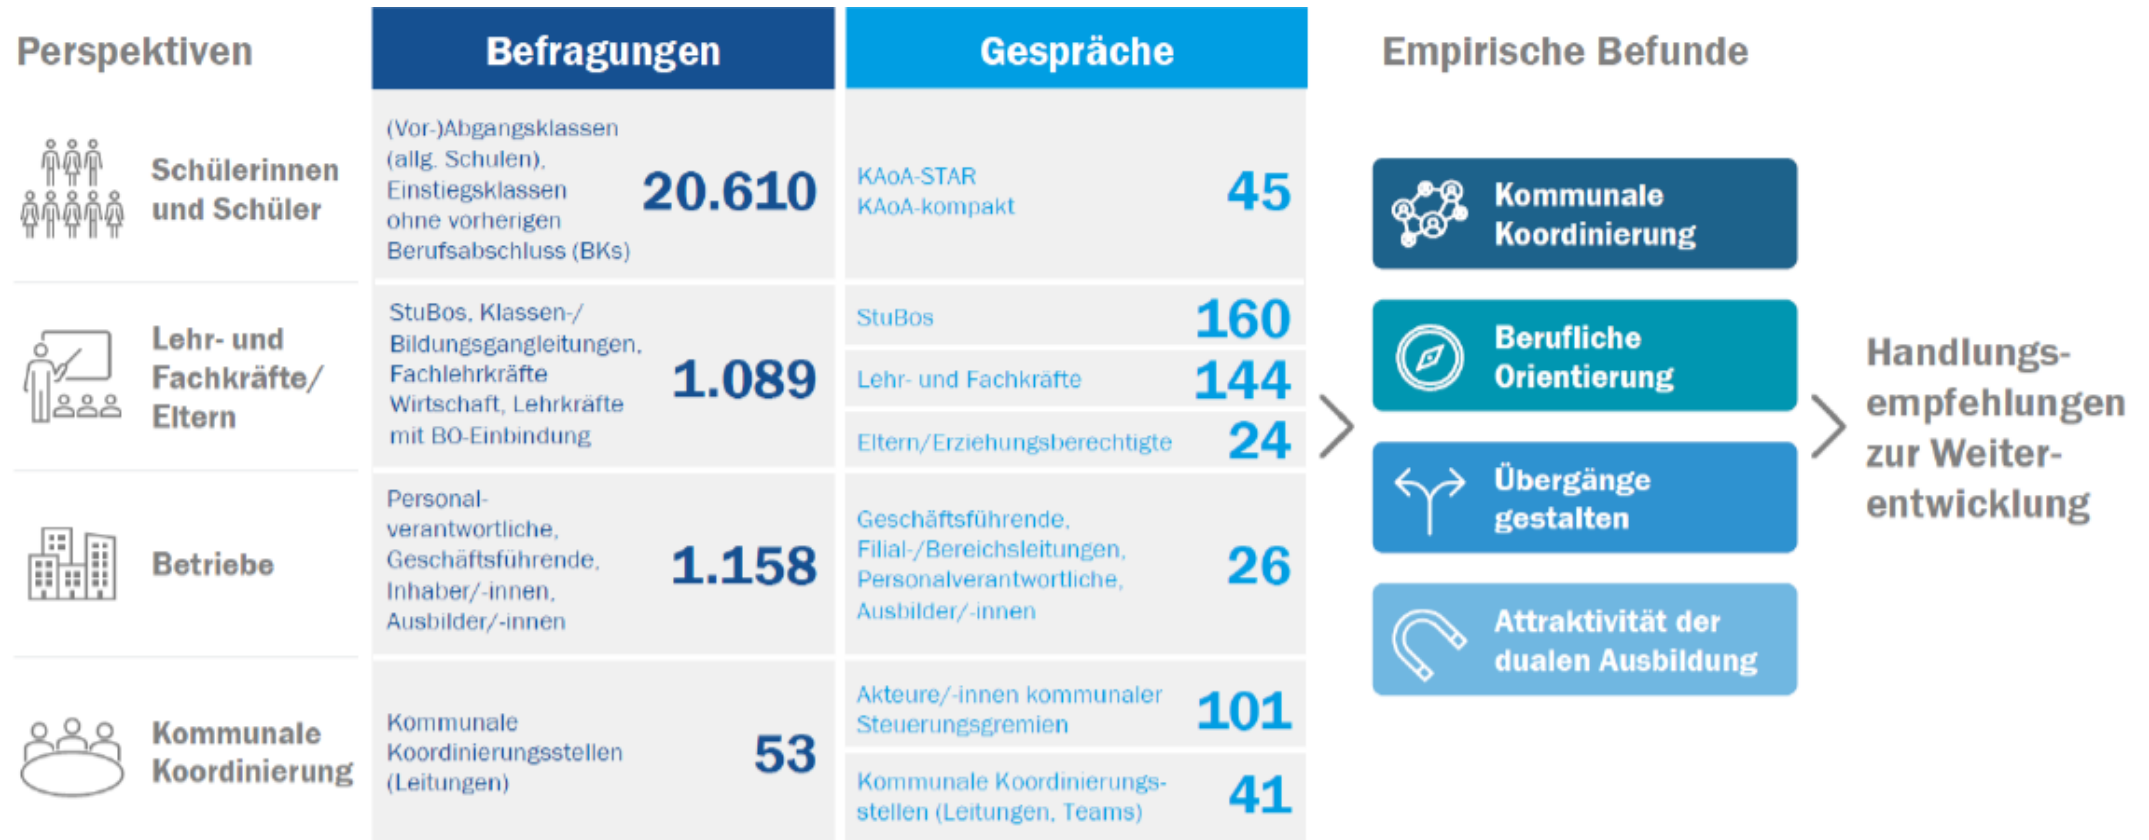 Perspektiven
Befragungen
Gespräche
Empirische Befunde
Schülerinnen
und Schüler
(Vor-)Abgangsklassen
(allg. Schulen),
Einstiegsklassen
ohne vorherigen
Berufsabschluss (BKs)
20.610
KAoA-STAR
KAoA-kompakt
45
Lehr- und
Fachkräfte/
Eltern
StuBos, Klassen-/
Bildungsgangleitungen,
Fachlehrkräfte
Wirtschaft, Lehrkräfte
mit BO-Einbindung
1.089
StuBos
160
Lehr- und Fachkräfte
144
Eltern/Erziehungsberechtigte
24
Betriebe
Personal-
verantwortliche,
Geschäftsführende,
Inhaber/-innen,
Ausbilder/-innen
1.158
Geschäftsführende,
Filial-/Bereichsleitungen,
Personalverantwortliche,
Ausbilder/-innen
26
Kommunale
Koordinierung
Kommunale
Koordinierungsstellen
(Leitungen)
53
Akteure/-innen kommunaler
Steuerungsgremien
101
Kommunale Koordinierungs-
stellen (Leitungen, Teams)
41
Kommunale
Koordinierung
Berufliche
Orientierung
Übergänge
gestalten
Attraktivität der
dualen Ausbildung
Handlungs-
empfehlungen
zur Weiter-
entwicklung